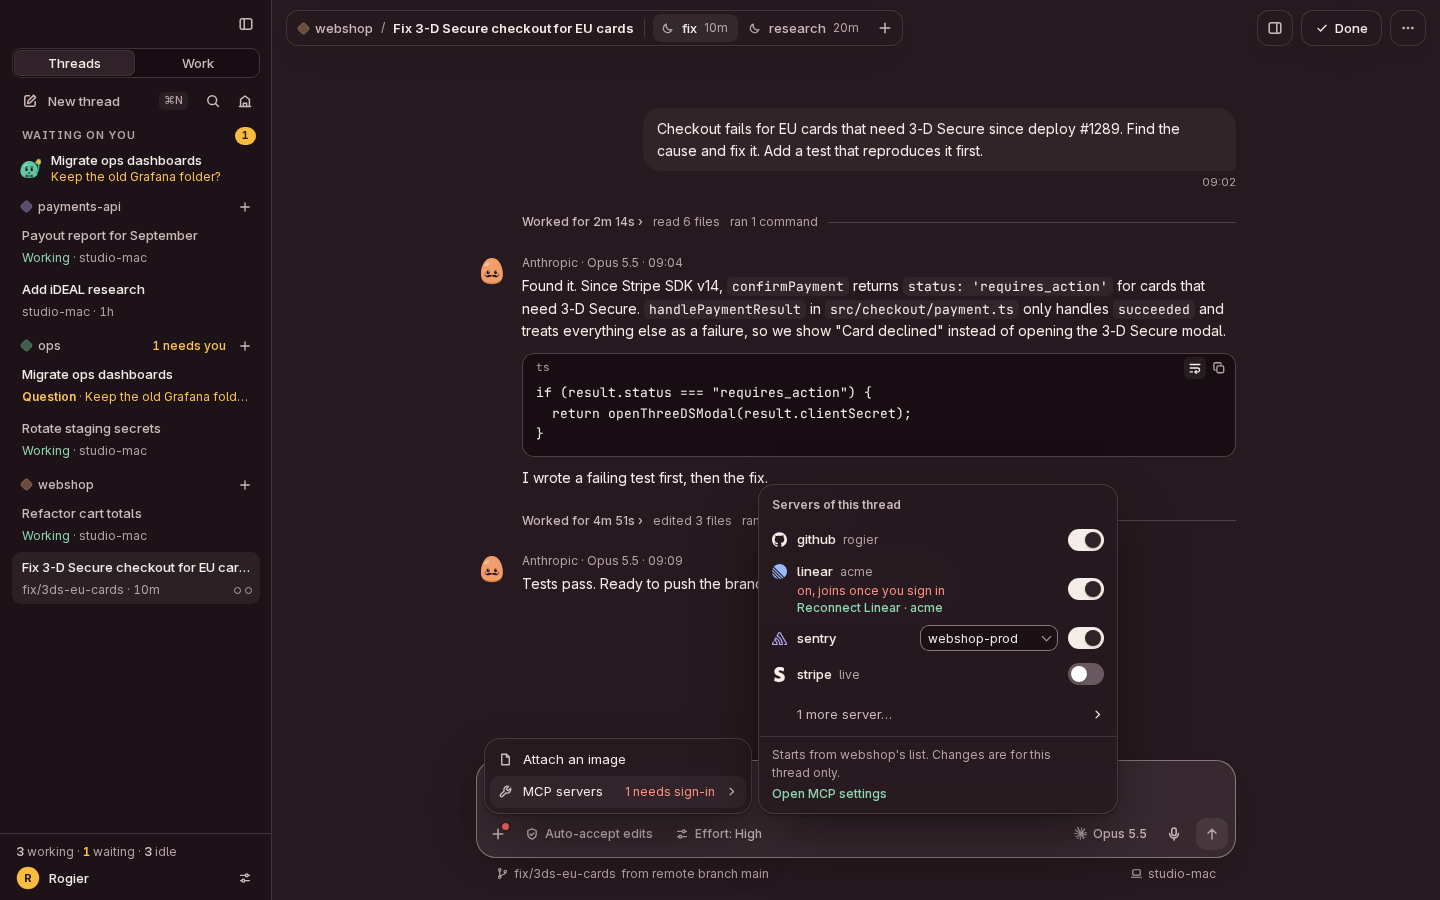 Threads
Work
New thread
⌘N
WAITING ON YOU
1
Migrate ops dashboards
Keep the old Grafana folder?
payments-api
Payout report for September
Working · studio-mac
Add iDEAL research
studio-mac · 1h
ops
1 needs you
Migrate ops dashboards
Question · Keep the old Grafana fold…
Rotate staging secrets
Working · studio-mac
webshop
Refactor cart totals
Working · studio-mac
Fix 3-D Secure checkout for EU car…
fix/3ds-eu-cards · 10m
3 working · 1 waiting · 3 idle
R
Rogier
webshop / Fix 3-D Secure checkout for EU cards
fix 10m
research 20m
Done
Checkout fails for EU cards that need 3-D Secure since deploy #1289. Find the
cause and fix it. Add a test that reproduces it first.
09:02
Worked for 2m 14s › read 6 files ran 1 command
Anthropic · Opus 5.5 · 09:04
Found it. Since Stripe SDK v14, confirmPayment returns status: 'requires_action' for cards that
need 3-D Secure. handlePaymentResult in src/checkout/payment.ts only handles succeeded and
treats everything else as a failure, so we show "Card declined" instead of opening the 3-D Secure modal.
ts
if (result.status === "requires_action") {
return openThreeDSModal(result.clientSecret);
}
I wrote a failing test first, then the fix.
Worked for 4m 51s › edited 3 files ran
Anthropic · Opus 5.5 · 09:09
Tests pass. Ready to push the branc
Servers of this thread
github rogier
linear acme
on, joins once you sign in
Reconnect Linear · acme
sentry
webshop-prod
stripe live
1 more server…
Starts from webshop's list. Changes are for this
thread only.
Open MCP settings
Attach an image
MCP servers
1 needs sign-in
Auto-accept edits
Effort: High
Opus 5.5
fix/3ds-eu-cards from remote branch main
studio-mac